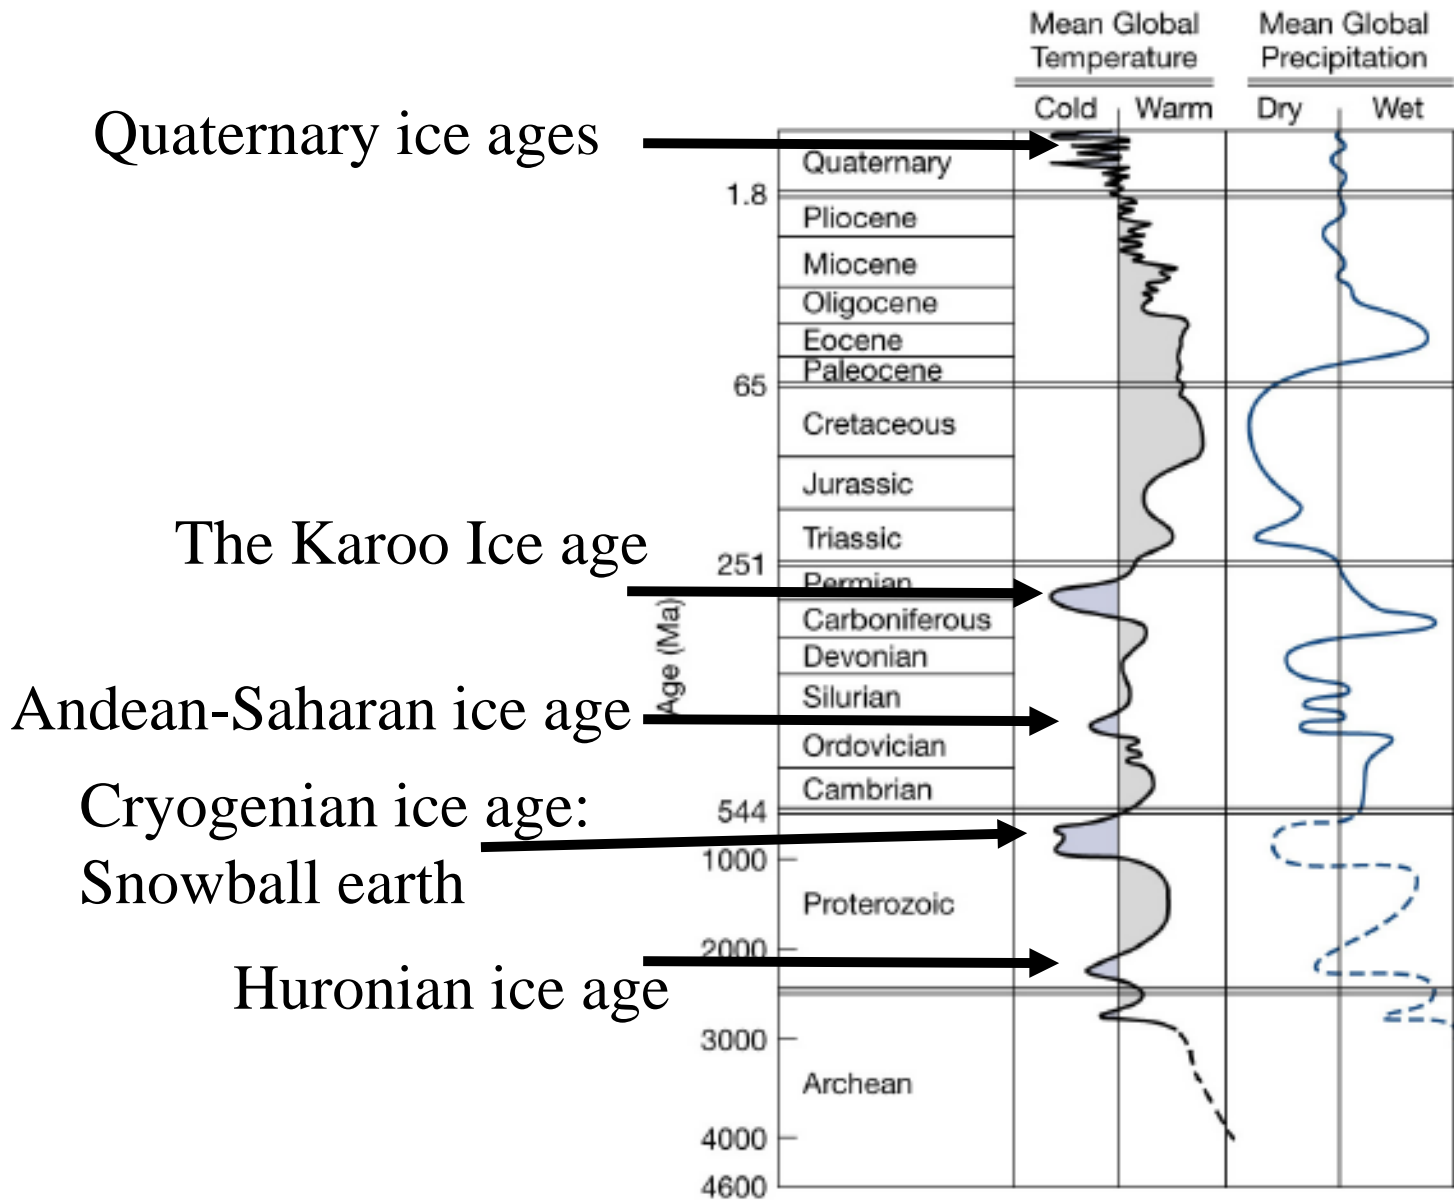 Mean Global
Temperature
Mean Global
Precipitation
Cold
Warm
Dry
Wet
Quaternary ice ages
Quaternary
1.8
Pliocene
Miocene
Oligocene
Eocene
Paleocene
65
Cretaceous
Jurassic
The Karoo Ice age
Triassic
251
Permian
Age (Ma)
Carboniferous
Devonian
Silurian
Andean-Saharan ice age
Ordovician
Cambrian
544
Cryogenian ice age:
Snowball earth
1000
Proterozoic
2000
Huronian ice age
3000
Archean
4000
4600